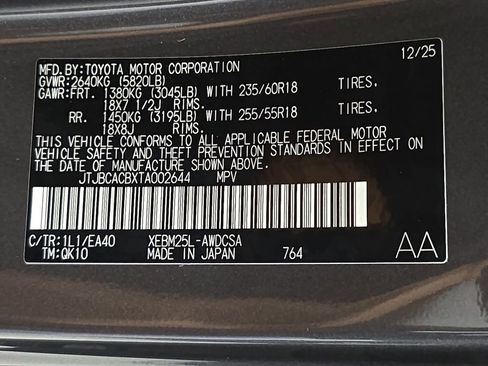 MFD. BY: TOYOTA MOTOR CORPORATION 12/25
GVWR: 2640KG (5820LB)
GAWR: FRT. 1380KG (3045LB) WITH 235/60R18 TIRES
18X7 1/2J RIMS.
RR. 1450KG (3195LB) WITH 255/55R18 TIRES
18X8J RIMS.
THIS VEHICLE CONFORMS TO ALL APPLICABLE FEDERAL MOTOR
VEHICLE SAFETY AND THEFT PREVENTION STANDARDS IN EFFECT ON
THE DATE OF MANUFACTURE SHOWN ABOVE.
JTJBCACBXTA002644 MPV
C/TR: 1L1/EA40 XEBM25L-AWDCSA
TM: QK10 MADE IN JAPAN 764 AA